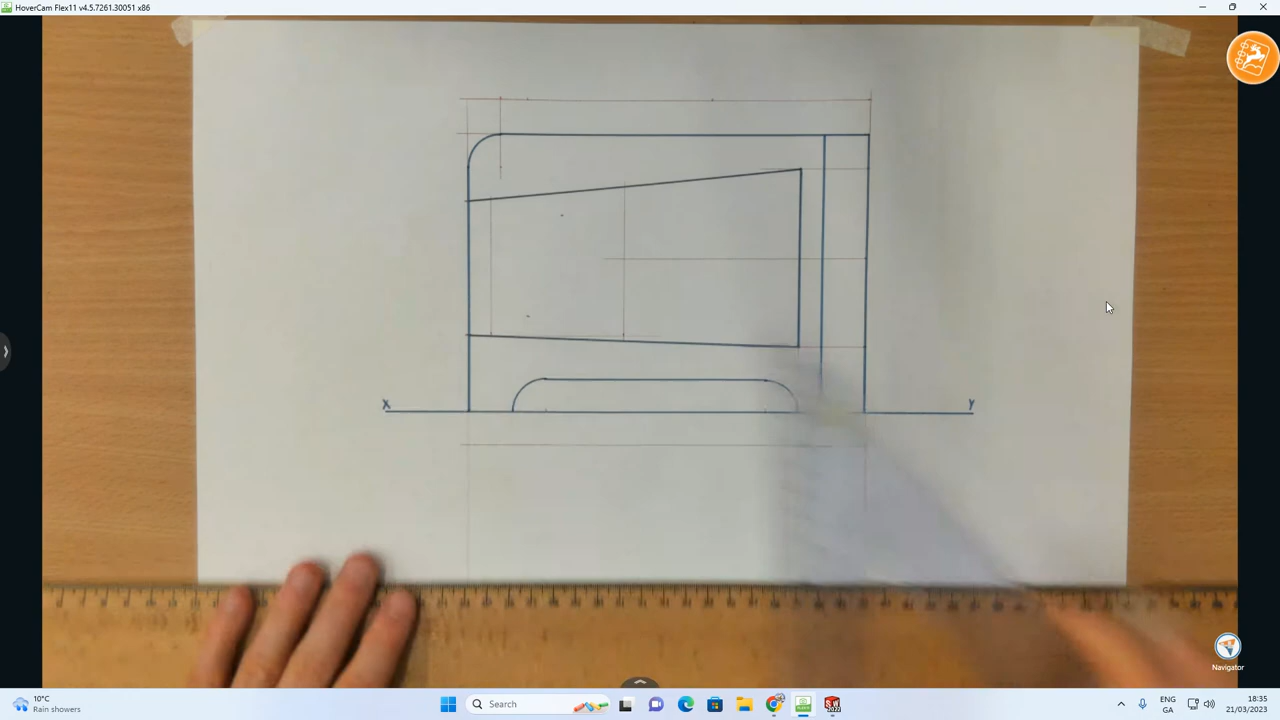 HoverCam Flex11 v4.5.7261.30051 x86
X
Y
Navigator
10°C
Rain showers
Search
ENG
GA
18:35
21/03/2023